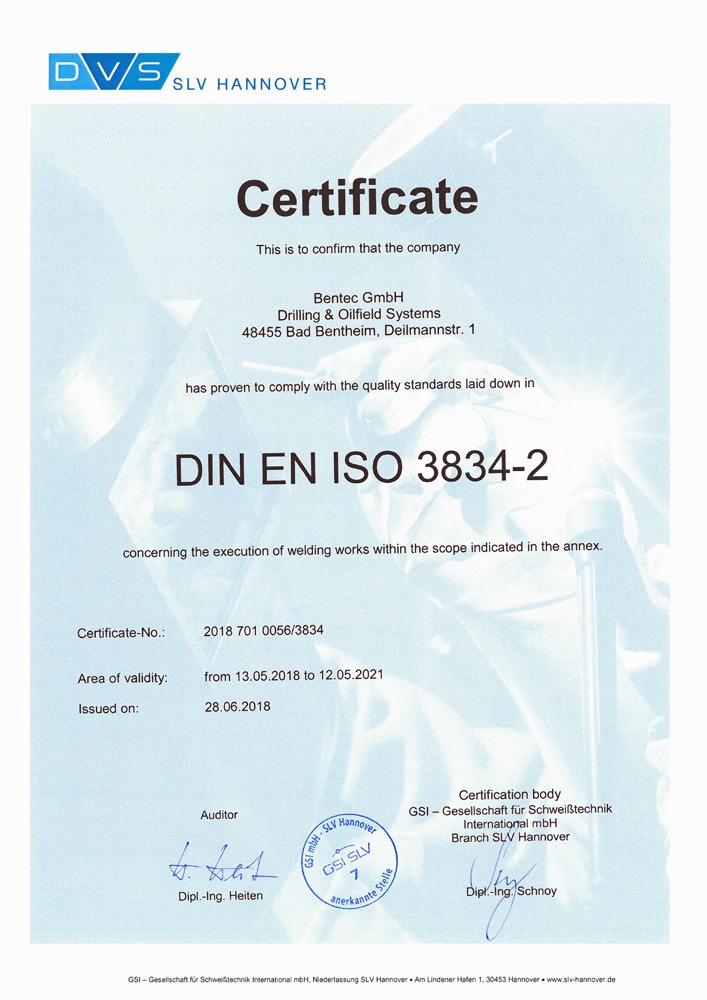 DVS SLV HANNOVER
Certificate
This is to confirm that the company
Bentec GmbH
Drilling & Oilfield Systems
48455 Bad Bentheim, Deilmannstr. 1
has proven to comply with the quality standards laid down in
DIN EN ISO 3834-2
concerning the execution of welding works within the scope indicated in the annex.
Certificate-No.: 2018 701 0056/3834
Area of validity: from 13.05.2018 to 12.05.2021
Issued on: 28.06.2018
Certification body
Auditor
GSI – Gesellschaft für Schweißtechnik
International mbH
Branch SLV Hannover
GSI mbH - SLV Hannover
GSI SLV
7
anerkannte Stelle
Dipl.-Ing. Heiten
Dipl.-Ing. Schnoy
GSI – Gesellschaft für Schweißtechnik International mbH, Niederlassung SLV Hannover • Am Lindener Hafen 1, 30453 Hannover • www.slv-hannover.de